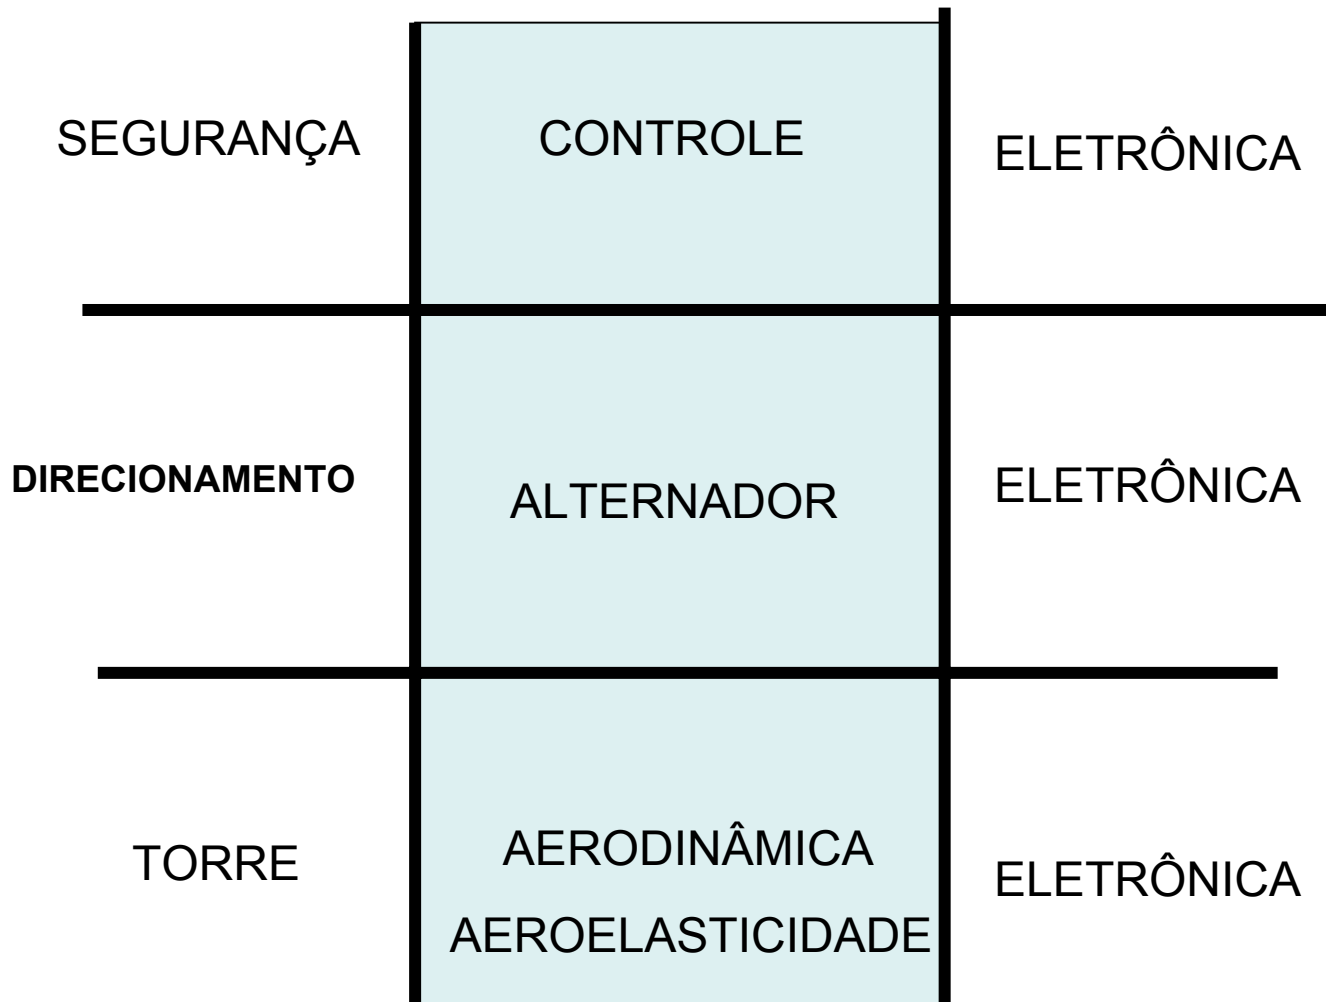 SEGURANÇA
CONTROLE
ELETRÔNICA
DIRECIONAMENTO
ALTERNADOR
ELETRÔNICA
TORRE
AERODINÂMICA
AEROELASTICIDADE
ELETRÔNICA